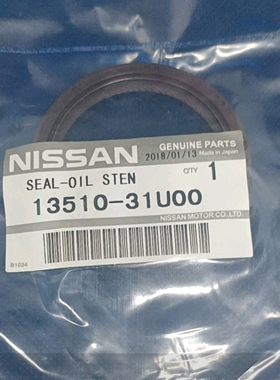 NISSAN
GENUINE PARTS
2018/01/13 Made in Japan
SEAL-OIL STEN
Q'TY 1
13510-31U00
NISSAN MOTOR CO.,LTD
B1024